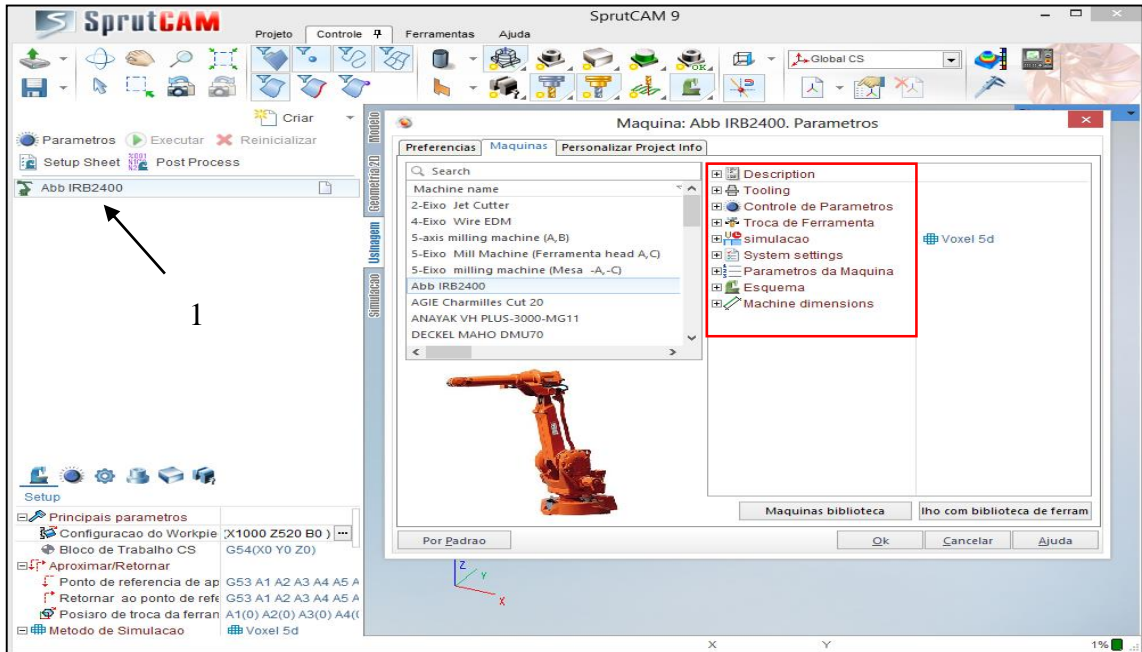 SprutCAM
SprutCAM 9
Projeto
Controle
Ferramentas
Ajuda
Global CS
Criar
Parametros
Executar
Reinicializar
Setup Sheet
Post Process
Abb IRB2400
1
Modelo
Geometria 2D
Usinagem
Simulacao
Maquina: Abb IRB2400. Parametros
Preferencias
Maquinas
Personalizar Project Info
Search
Machine name
2-Eixo Jet Cutter
4-Eixo Wire EDM
5-axis milling machine (A,B)
5-Eixo Mill Machine (Ferramenta head A,C)
5-Eixo milling machine (Mesa -A,-C)
Abb IRB2400
AGIE Charmilles Cut 20
ANAYAK VH PLUS-3000-MG11
DECKEL MAHO DMU70
Description
Tooling
Controle de Parametros
Troca de Ferramenta
simulacao Voxel 5d
System settings
Parametros da Maquina
Esquema
Machine dimensions
Maquinas biblioteca
lho com biblioteca de ferram
Por Padrao
Ok
Cancelar
Ajuda
Setup
Principais parametros
Configuracao do Workpie X1000 Z520 B0 ) ...
Bloco de Trabalho CS G54(X0 Y0 Z0)
Aproximar/Retornar
Ponto de referencia de ap G53 A1 A2 A3 A4 A5 A
Retornar ao ponto de refe G53 A1 A2 A3 A4 A5 A
Posiaro de troca da ferran A1(0) A2(0) A3(0) A4(
Metodo de Simulacao Voxel 5d
Z
Y
X
X
Y
1%